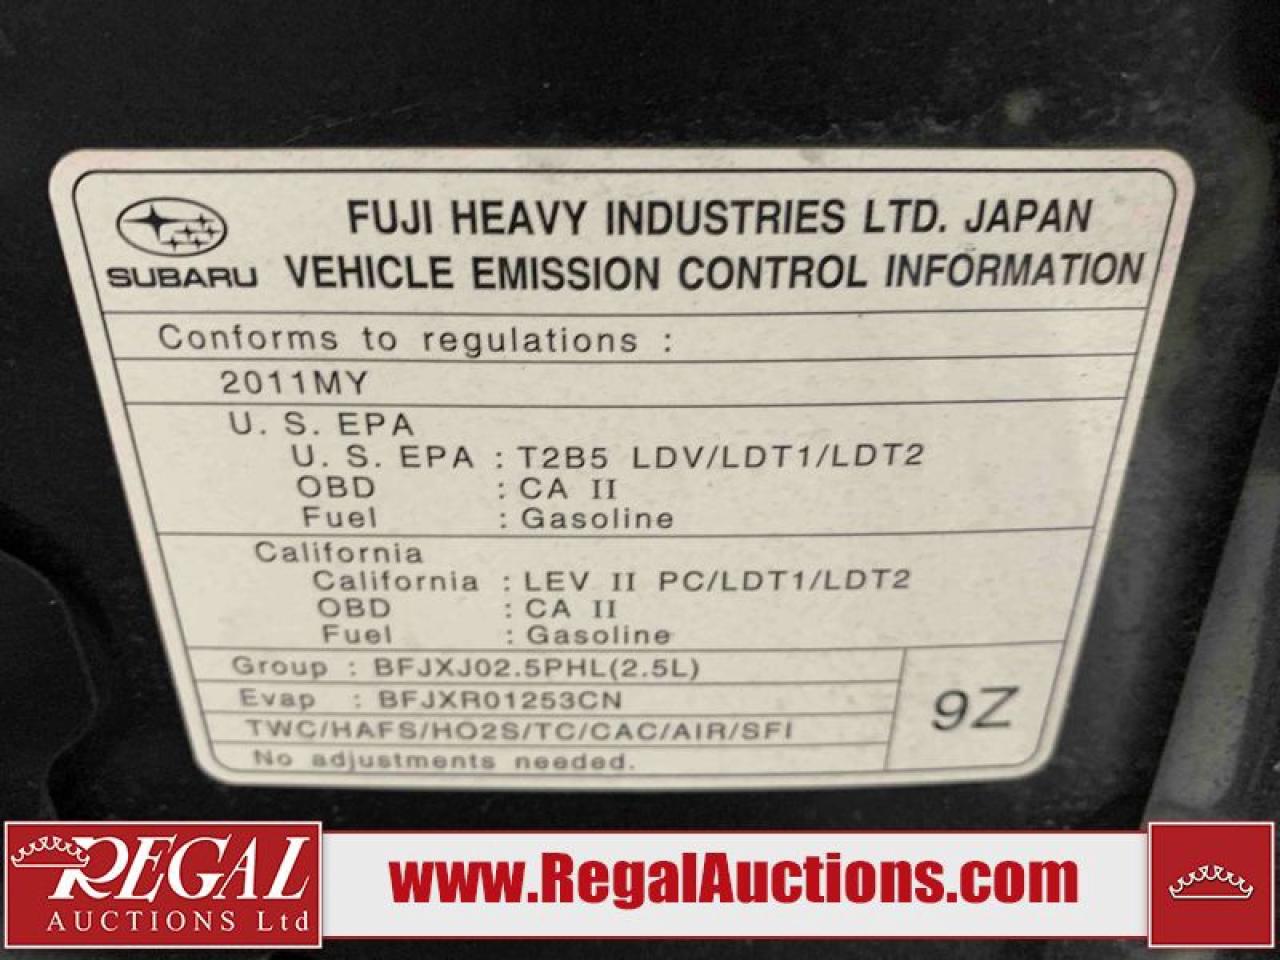 FUJI HEAVY INDUSTRIES LTD. JAPAN
SUBARU VEHICLE EMISSION CONTROL INFORMATION
Conforms to regulations :
2011MY
U. S. EPA
U. S. EPA : T2B5 LDV/LDT1/LDT2
OBD : CA II
Fuel : Gasoline
California
California : LEV II PC/LDT1/LDT2
OBD : CA II
Fuel : Gasoline
Group : BFJXJ02.5PHL(2.5L)
Evap : BFJXR01253CN
TWC/HAFS/HO2S/TC/CAC/AIR/SFI
No adjustments needed.
9Z
REGAL
AUCTIONS Ltd
www.RegalAuctions.com